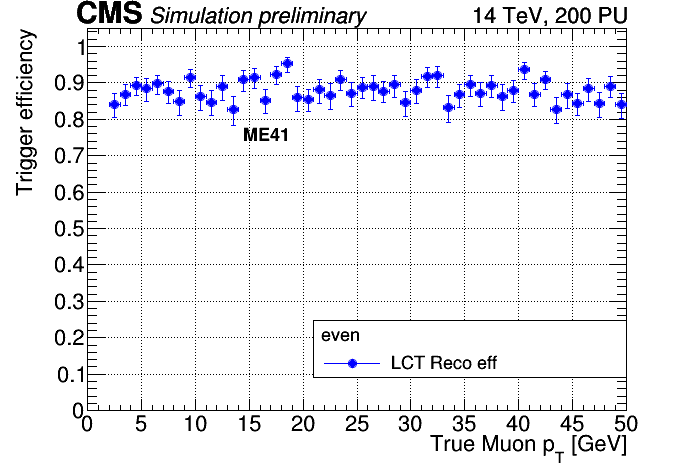 CMS Simulation preliminary 14 TeV, 200 PU
Trigger efficiency
1
0.9
0.8
ME41
0.7
0.6
0.5
0.4
0.3
0.2
0.1
0
even
LCT Reco eff
0 5 10 15 20 25 30 35 40 45 50
True Muon p_T [GeV]